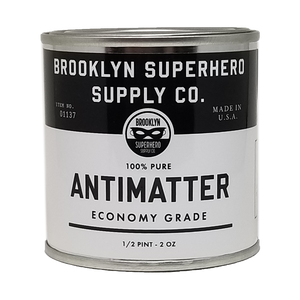 BROOKLYN SUPERHERO
SUPPLY CO.
ITEM NO.
01137
MADE IN
U.S.A.
BROOKLYN
SUPERHERO
SUPPLY CO.
100% PURE
ANTIMATTER
ECONOMY GRADE
1/2 PINT - 2 OZ